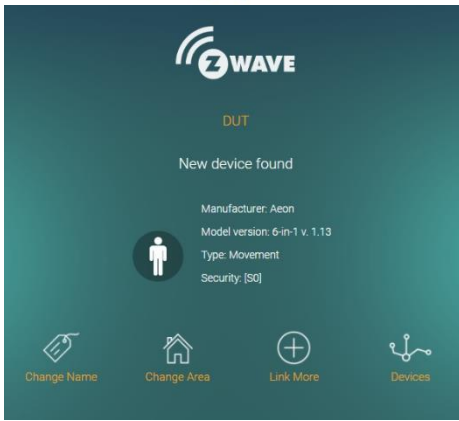 Z WAVE
DUT
New device found
Manufacturer: Aeon
Model version: 6-in-1 v. 1.13
Type: Movement
Security: [S0]
Change Name
Change Area
Link More
Devices